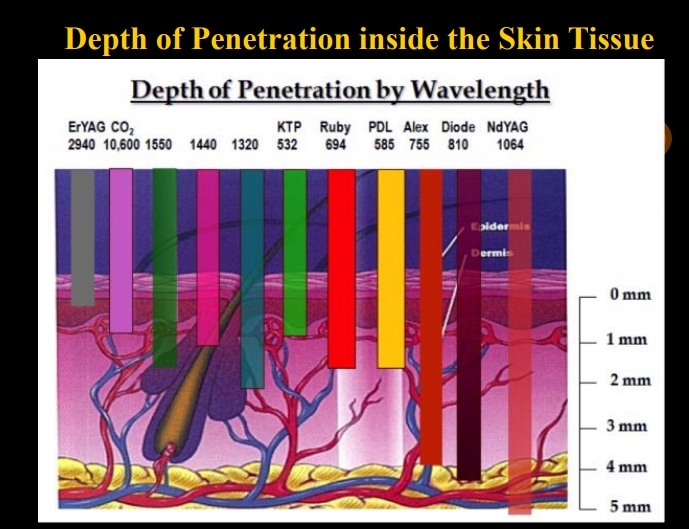 Depth of Penetration inside the Skin Tissue
Depth of Penetration by Wavelength
ErYAG CO₂ KTP Ruby PDL Alex Diode NdYAG
2940 10,600 1550 1440 1320 532 694 585 755 810 1064
Epidermis
Dermis
0 mm
1 mm
2 mm
3 mm
4 mm
5 mm